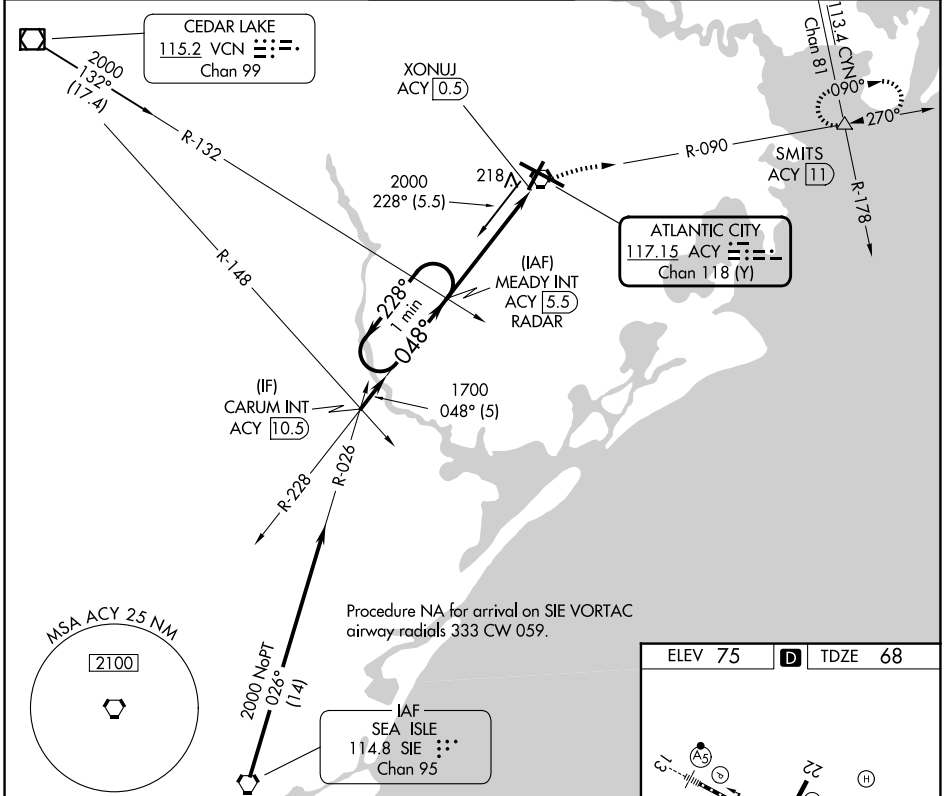 CEDAR LAKE
115.2 VCN
Chan 99
2000
132°
(17.4)
R-132
R-148
XONUJ
ACY 0.5
113.4 CYN
Chan 81
090°
270°
R-090
SMITS
ACY 11
R-178
218
2000
228° (5.5)
ATLANTIC CITY
117.15 ACY
Chan 118 (Y)
(IAF)
MEADY INT
ACY 5.5
RADAR
228°
1 min
048°
(IF)
CARUM INT
ACY 10.5
1700
048° (5)
R-228
R-026
Procedure NA for arrival on SIE VORTAC
airway radials 333 CW 059.
MSA ACY 25 NM
2100
2000 NoPT
026°
(14)
IAF
SEA ISLE
114.8 SIE
Chan 95
ELEV 75 D TDZE 68
A5
P
13
22
H